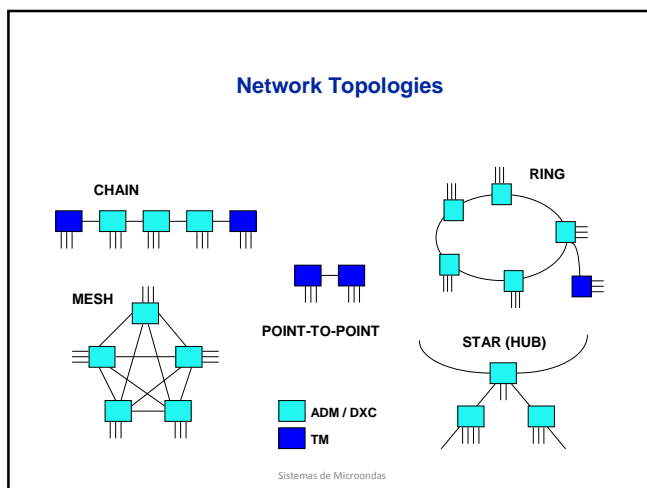 Network Topologies
CHAIN
RING
MESH
POINT-TO-POINT
STAR (HUB)
ADM / DXC
TM
Sistemas de Microondas